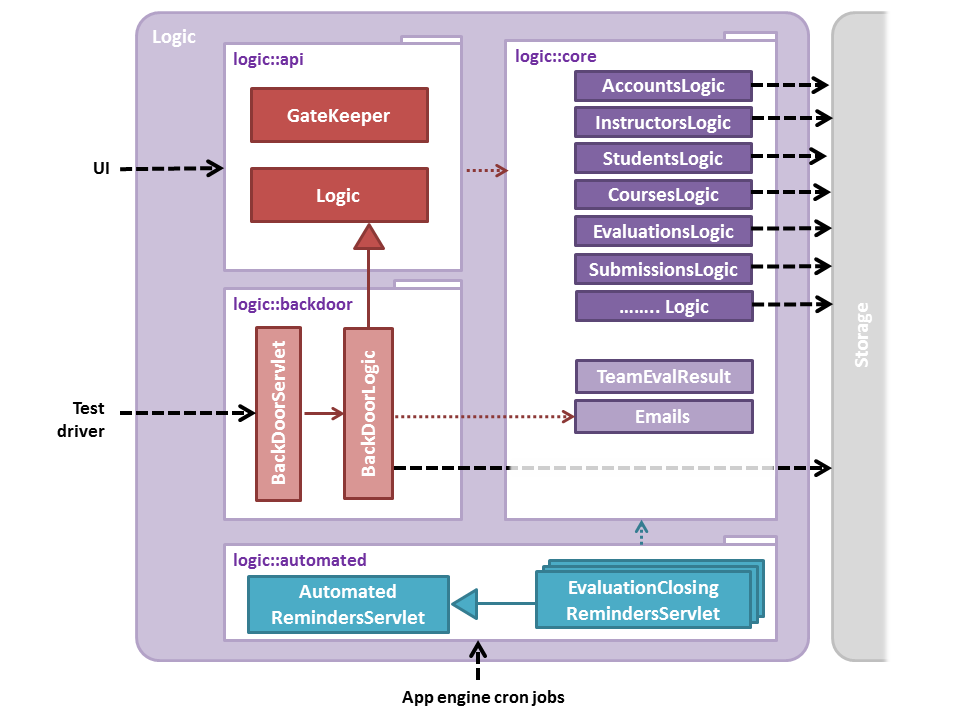 Logic
logic::api
GateKeeper
Logic
UI
logic::core
AccountsLogic
InstructorsLogic
StudentsLogic
CoursesLogic
EvaluationsLogic
SubmissionsLogic
…….. Logic
TeamEvalResult
Emails
Storage
logic::backdoor
BackDoorServlet
BackDoorLogic
Test
driver
logic::automated
Automated
RemindersServlet
EvaluationClosing
RemindersServlet
App engine cron jobs